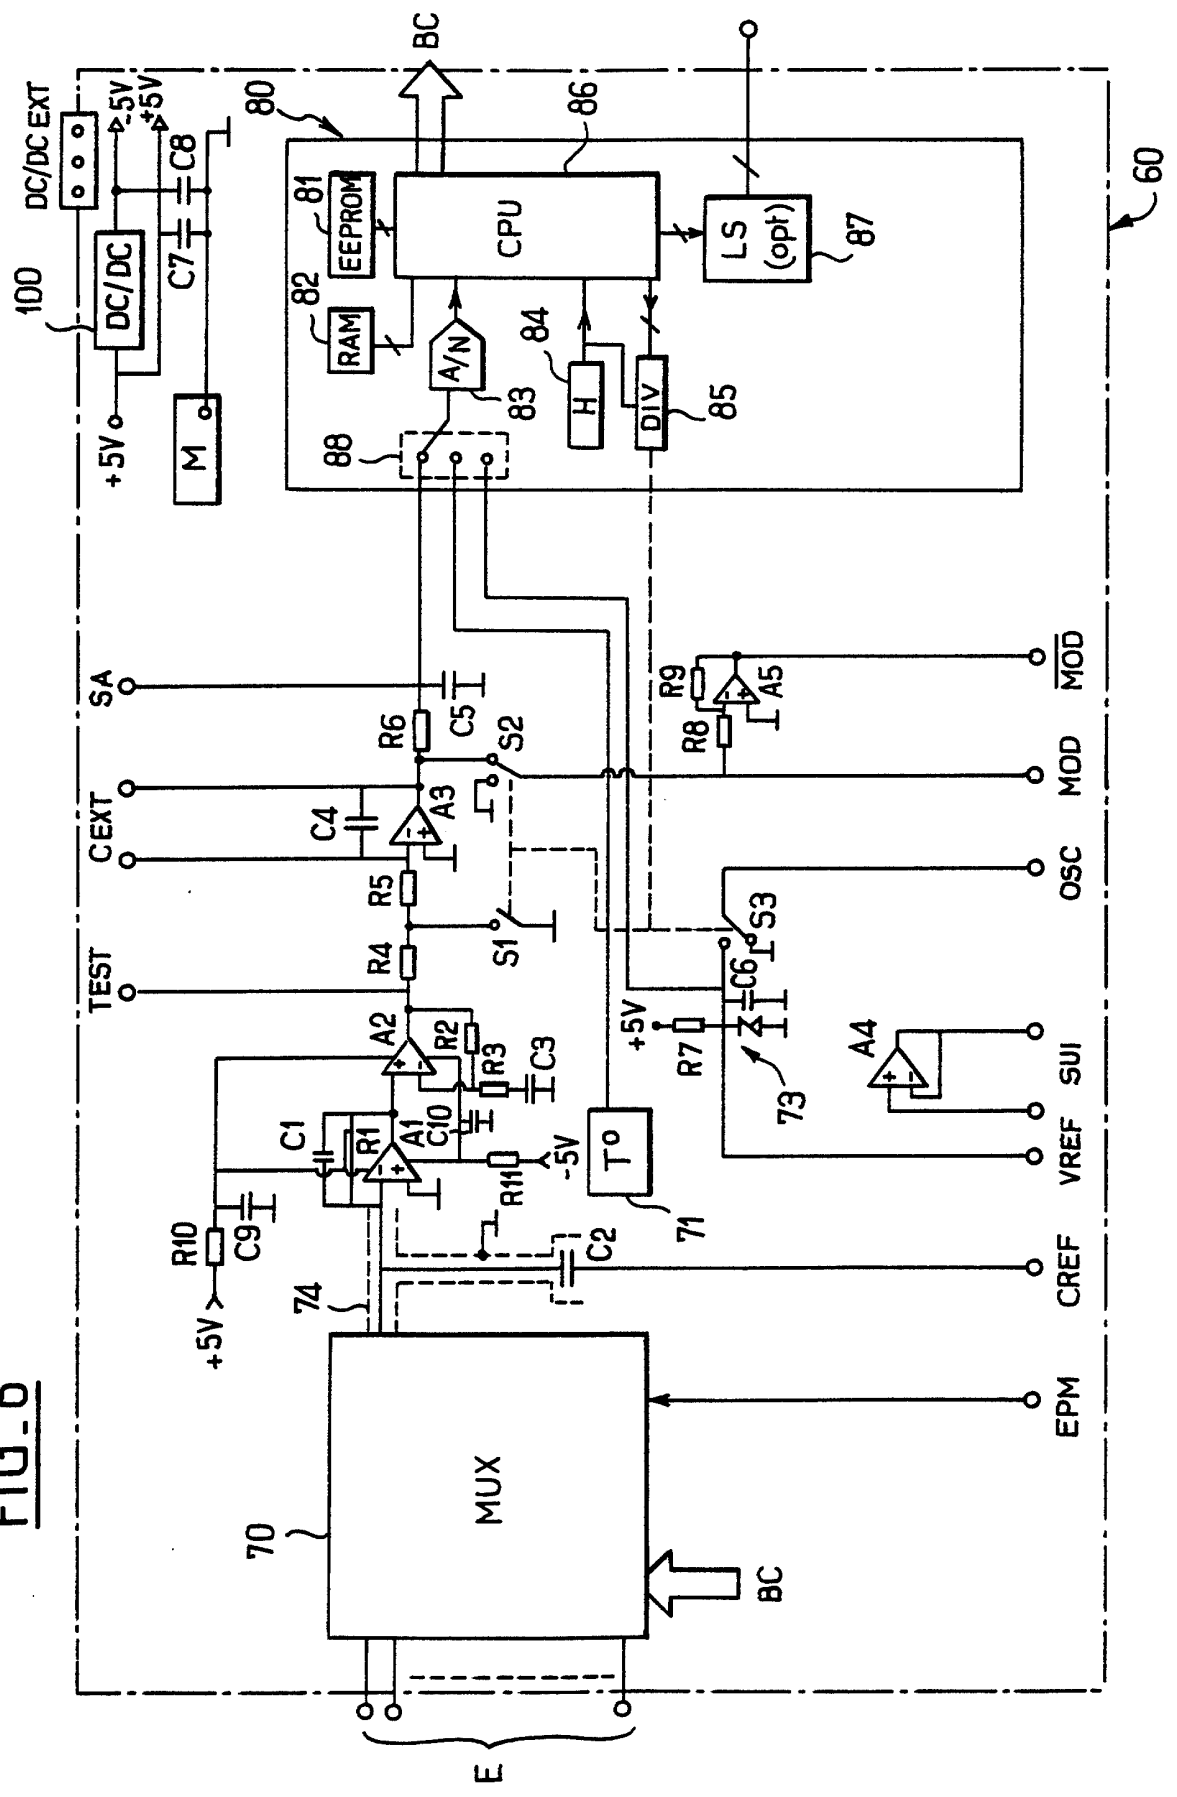 FIG_6
100
DC/DC EXT
+5V
DC/DC
-5V
+5V
C7
C8
M
BC
80
81
EEPROM
82
RAM
CPU
86
A/N
83
88
84
H
DIV
85
LS
(opt)
87
60
TEST
CEXT
SA
R10
+5V
C9
C1
R1
A1
A2
R2
R3
C3
C10
R11
-5V
R4
R5
C4
A3
R6
C5
S1
S2
74
C2
T°
71
+5V
R7
73
C6
S3
R8
R9
A5
A4
70
MUX
BC
E
EPM
CREF
VREF
SUI
OSC
MOD
MOD